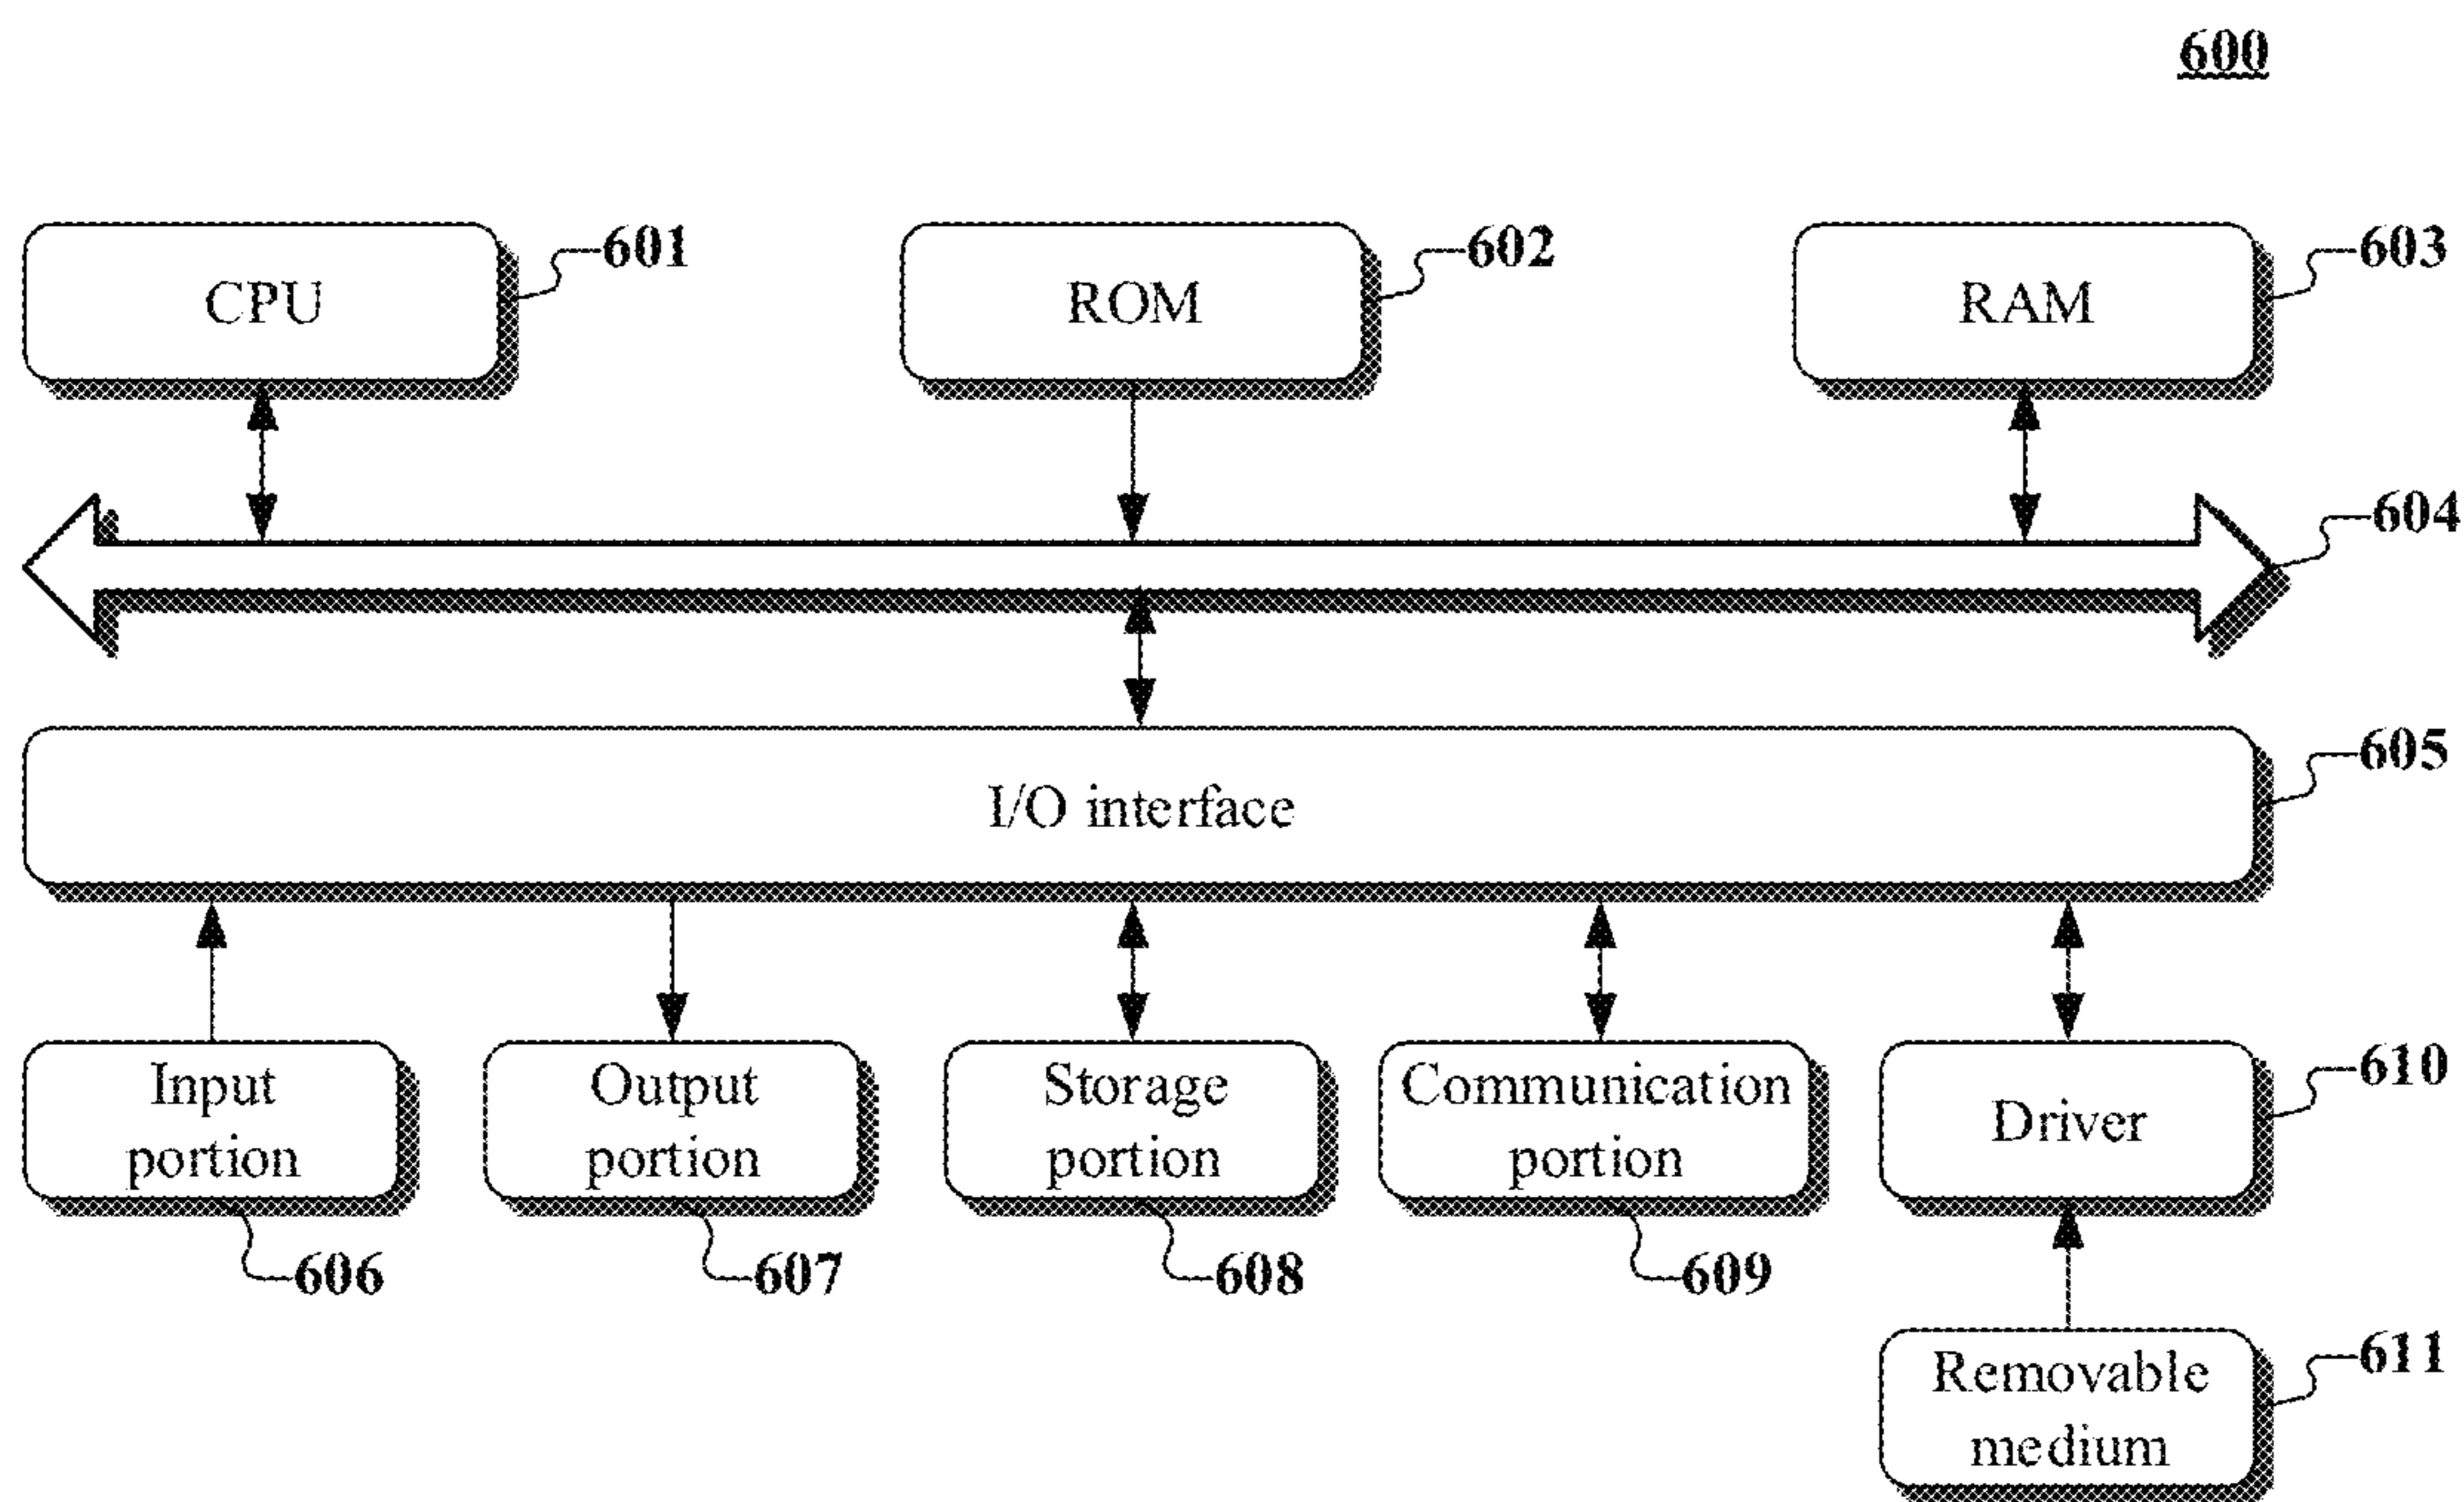 600
CPU
601
ROM
602
RAM
603
604
I/O interface
605
Input
portion
606
Output
portion
607
Storage
portion
608
Communication
portion
609
Driver
610
Removable
medium
611